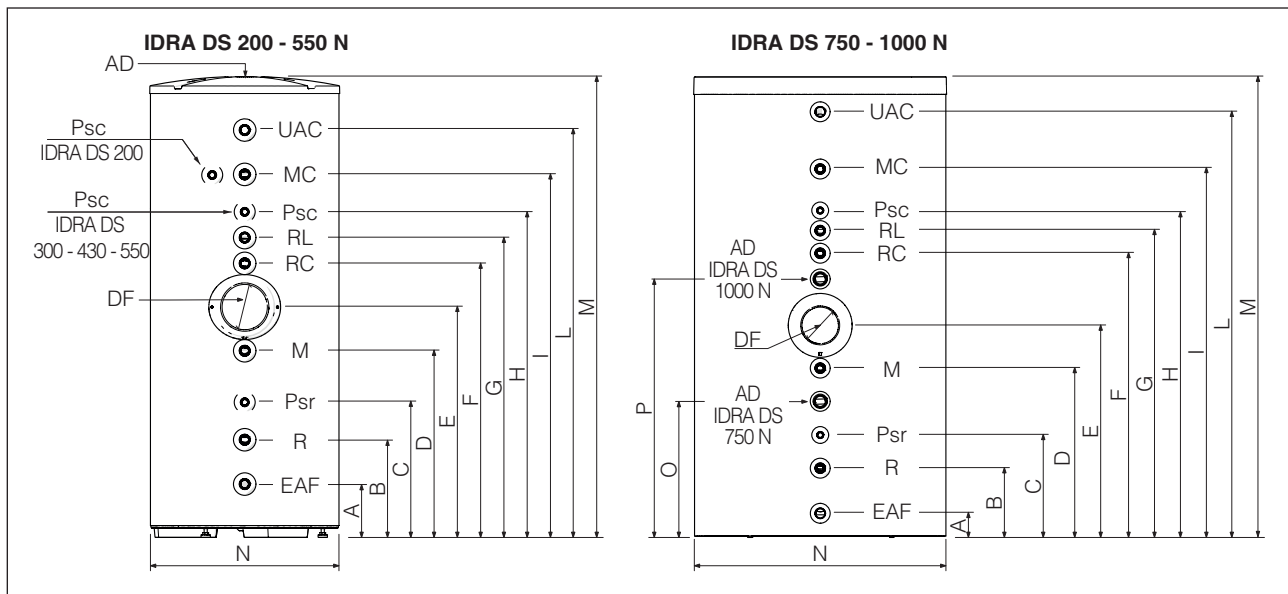 IDRA DS 200 - 550 N
AD
UAC
Psc
IDRA DS 200
MC
Psc
IDRA DS
300 - 430 - 550
Psc
RL
RC
DF
M
Psr
R
EAF
A
B
C
D
E
F
G
H
I
L
M
N
IDRA DS 750 - 1000 N
UAC
MC
Psc
RL
RC
AD
IDRA DS
1000 N
DF
M
AD
IDRA DS
750 N
Psr
R
EAF
P
O
A
B
C
D
E
F
G
H
I
L
M
N